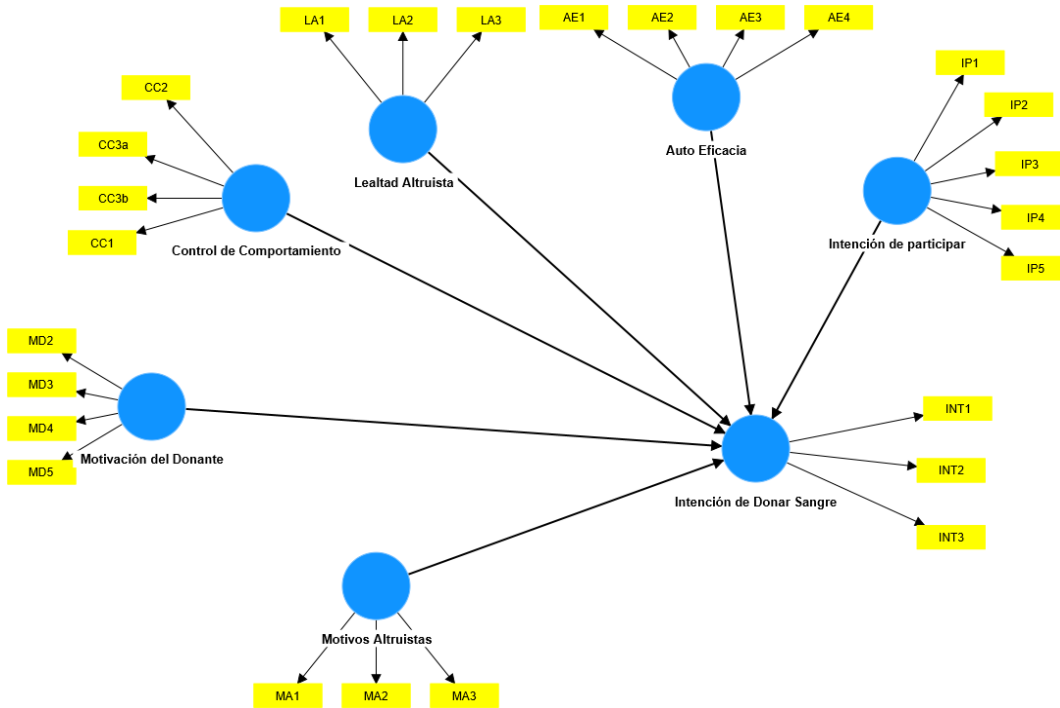 LA1
LA2
LA3
AE1
AE2
AE3
AE4
CC2
CC3a
CC3b
CC1
IP1
IP2
IP3
IP4
IP5
Lealtad Altruista
Auto Eficacia
Control de Comportamiento
Intención de participar
MD2
MD3
MD4
MD5
Motivación del Donante
INT1
INT2
INT3
Intención de Donar Sangre
Motivos Altruistas
MA1
MA2
MA3